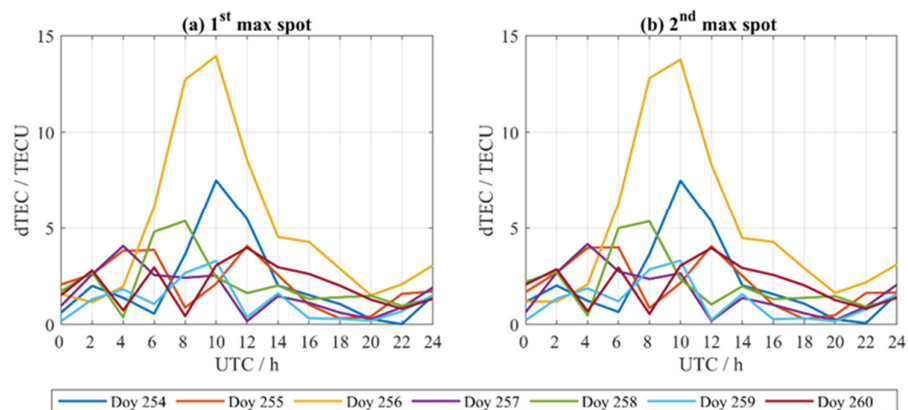 (a) 1st max spot
(b) 2nd max spot
15
10
5
0
dTEC / TECU
0 2 4 6 8 10 12 14 16 18 20 22 24
UTC / h
15
10
5
0
dTEC / TECU
0 2 4 6 8 10 12 14 16 18 20 22 24
UTC / h
Doy 254 Doy 255 Doy 256 Doy 257 Doy 258 Doy 259 Doy 260